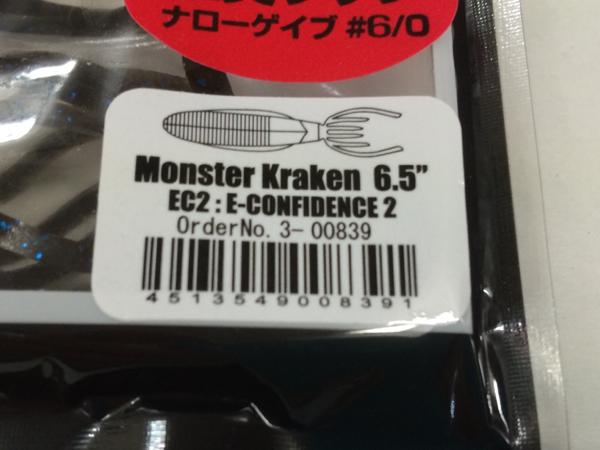 ナローゲイプ #6/0
Monster Kraken 6.5”
EC2 : E-CONFIDENCE 2
OrderNo. 3-00839
4513549008391